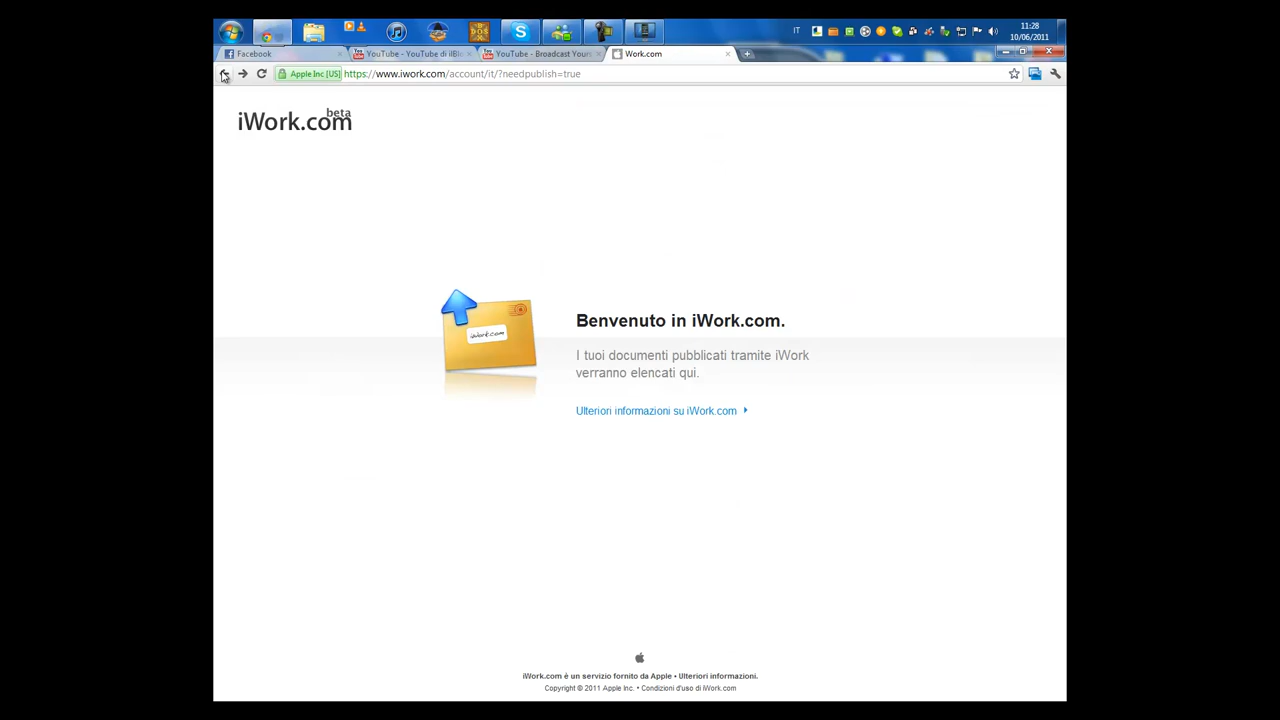 IT
11:28
10/06/2011
Facebook
YouTube - YouTube di ilBl
YouTube - Broadcast Yours
Work.com
Apple Inc [US]
https://www.iwork.com/account/it/?needpublish=true
iWork.com beta
iWork.com
Benvenuto in iWork.com.
I tuoi documenti pubblicati tramite iWork
verranno elencati qui.
Ulteriori informazioni su iWork.com
iWork.com è un servizio fornito da Apple • Ulteriori informazioni.
Copyright © 2011 Apple Inc. • Condizioni d'uso di iWork.com